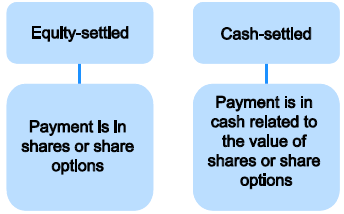 Equity-settled
Cash-settled
Payment is in
shares or share
options
Payment is in
cash related to
the value of
shares or share
options